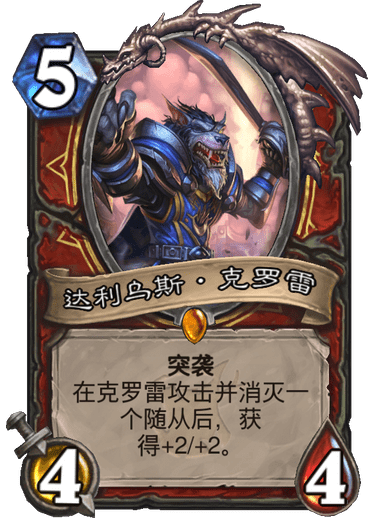 5
达利乌斯·克罗雷
突袭
在克罗雷攻击并消灭一
个随从后，获
得+2/+2。
4
4